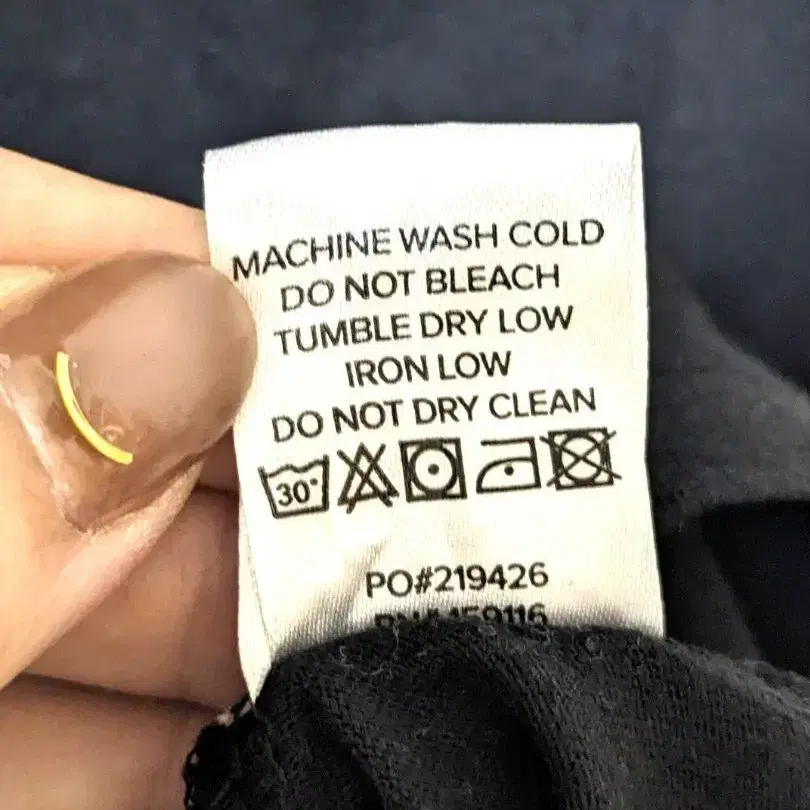 MACHINE WASH COLD
DO NOT BLEACH
TUMBLE DRY LOW
IRON LOW
DO NOT DRY CLEAN
30°
PO#219426